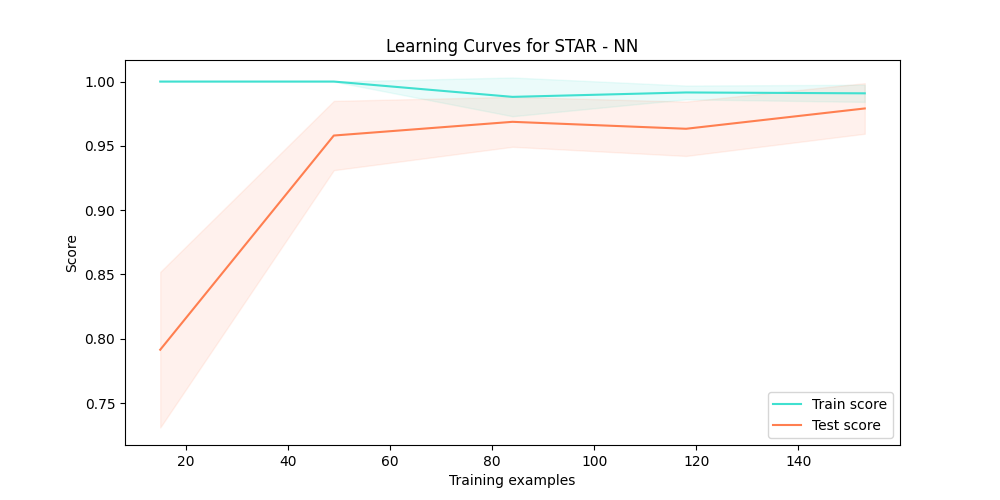 Learning Curves for STAR - NN
1.00
0.95
0.90
0.85
0.80
0.75
Score
20 40 60 80 100 120 140
Training examples
Train score
Test score